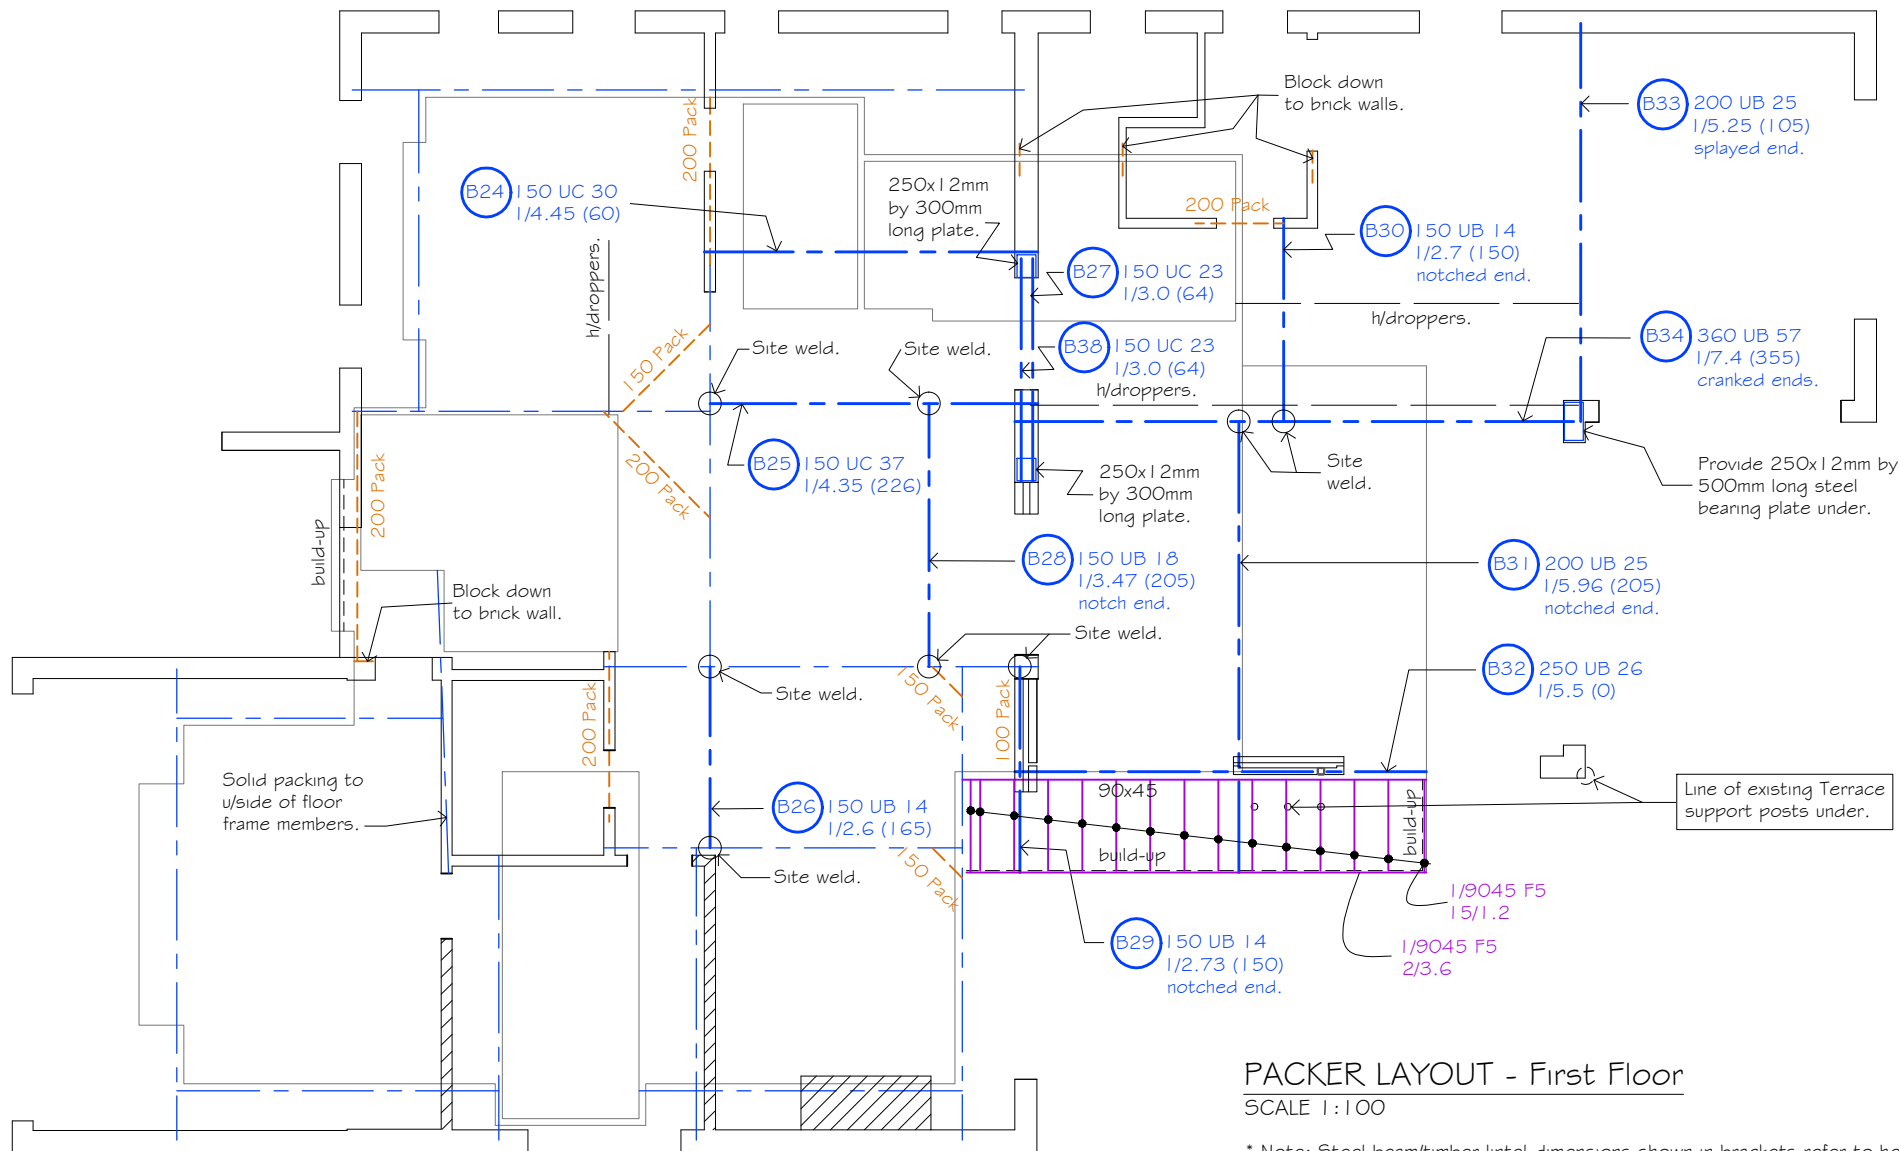 Block down
to brick walls.
B33 200 UB 25
1/5.25 (105)
splayed end.
200 Pack
B24 150 UC 30
1/4.45 (60)
250x12mm
by 300mm
long plate.
200 Pack
B30 150 UB 14
1/2.7 (150)
notched end.
h/droppers.
B27 150 UC 23
1/3.0 (64)
h/droppers.
150 Pack
Site weld.
Site weld.
B38 150 UC 23
1/3.0 (64)
h/droppers.
B34 360 UB 57
1/7.4 (355)
cranked ends.
200 Pack
200 Pack
B25 150 UC 37
1/4.35 (226)
250x12mm
by 300mm
long plate.
Site
weld.
Provide 250x12mm by
500mm long steel
bearing plate under.
build-up
Block down
to brick wall.
B28 150 UB 18
1/3.47 (205)
notch end.
B31 200 UB 25
1/5.96 (205)
notched end.
Site weld.
Site weld.
150 Pack
100 Pack
200 Pack
B32 250 UB 26
1/5.5 (0)
Solid packing to
u/side of floor
frame members.
B26 150 UB 14
1/2.6 (165)
90x45
build-up
build-up
Line of existing Terrace
support posts under.
Site weld.
150 Pack
1/9045 F5
15/1.2
B29 150 UB 14
1/2.73 (150)
notched end.
1/9045 F5
2/3.6
PACKER LAYOUT - First Floor
SCALE 1:100
* Note: Steel beam/timber lintel dimensions shown in brackets refer to